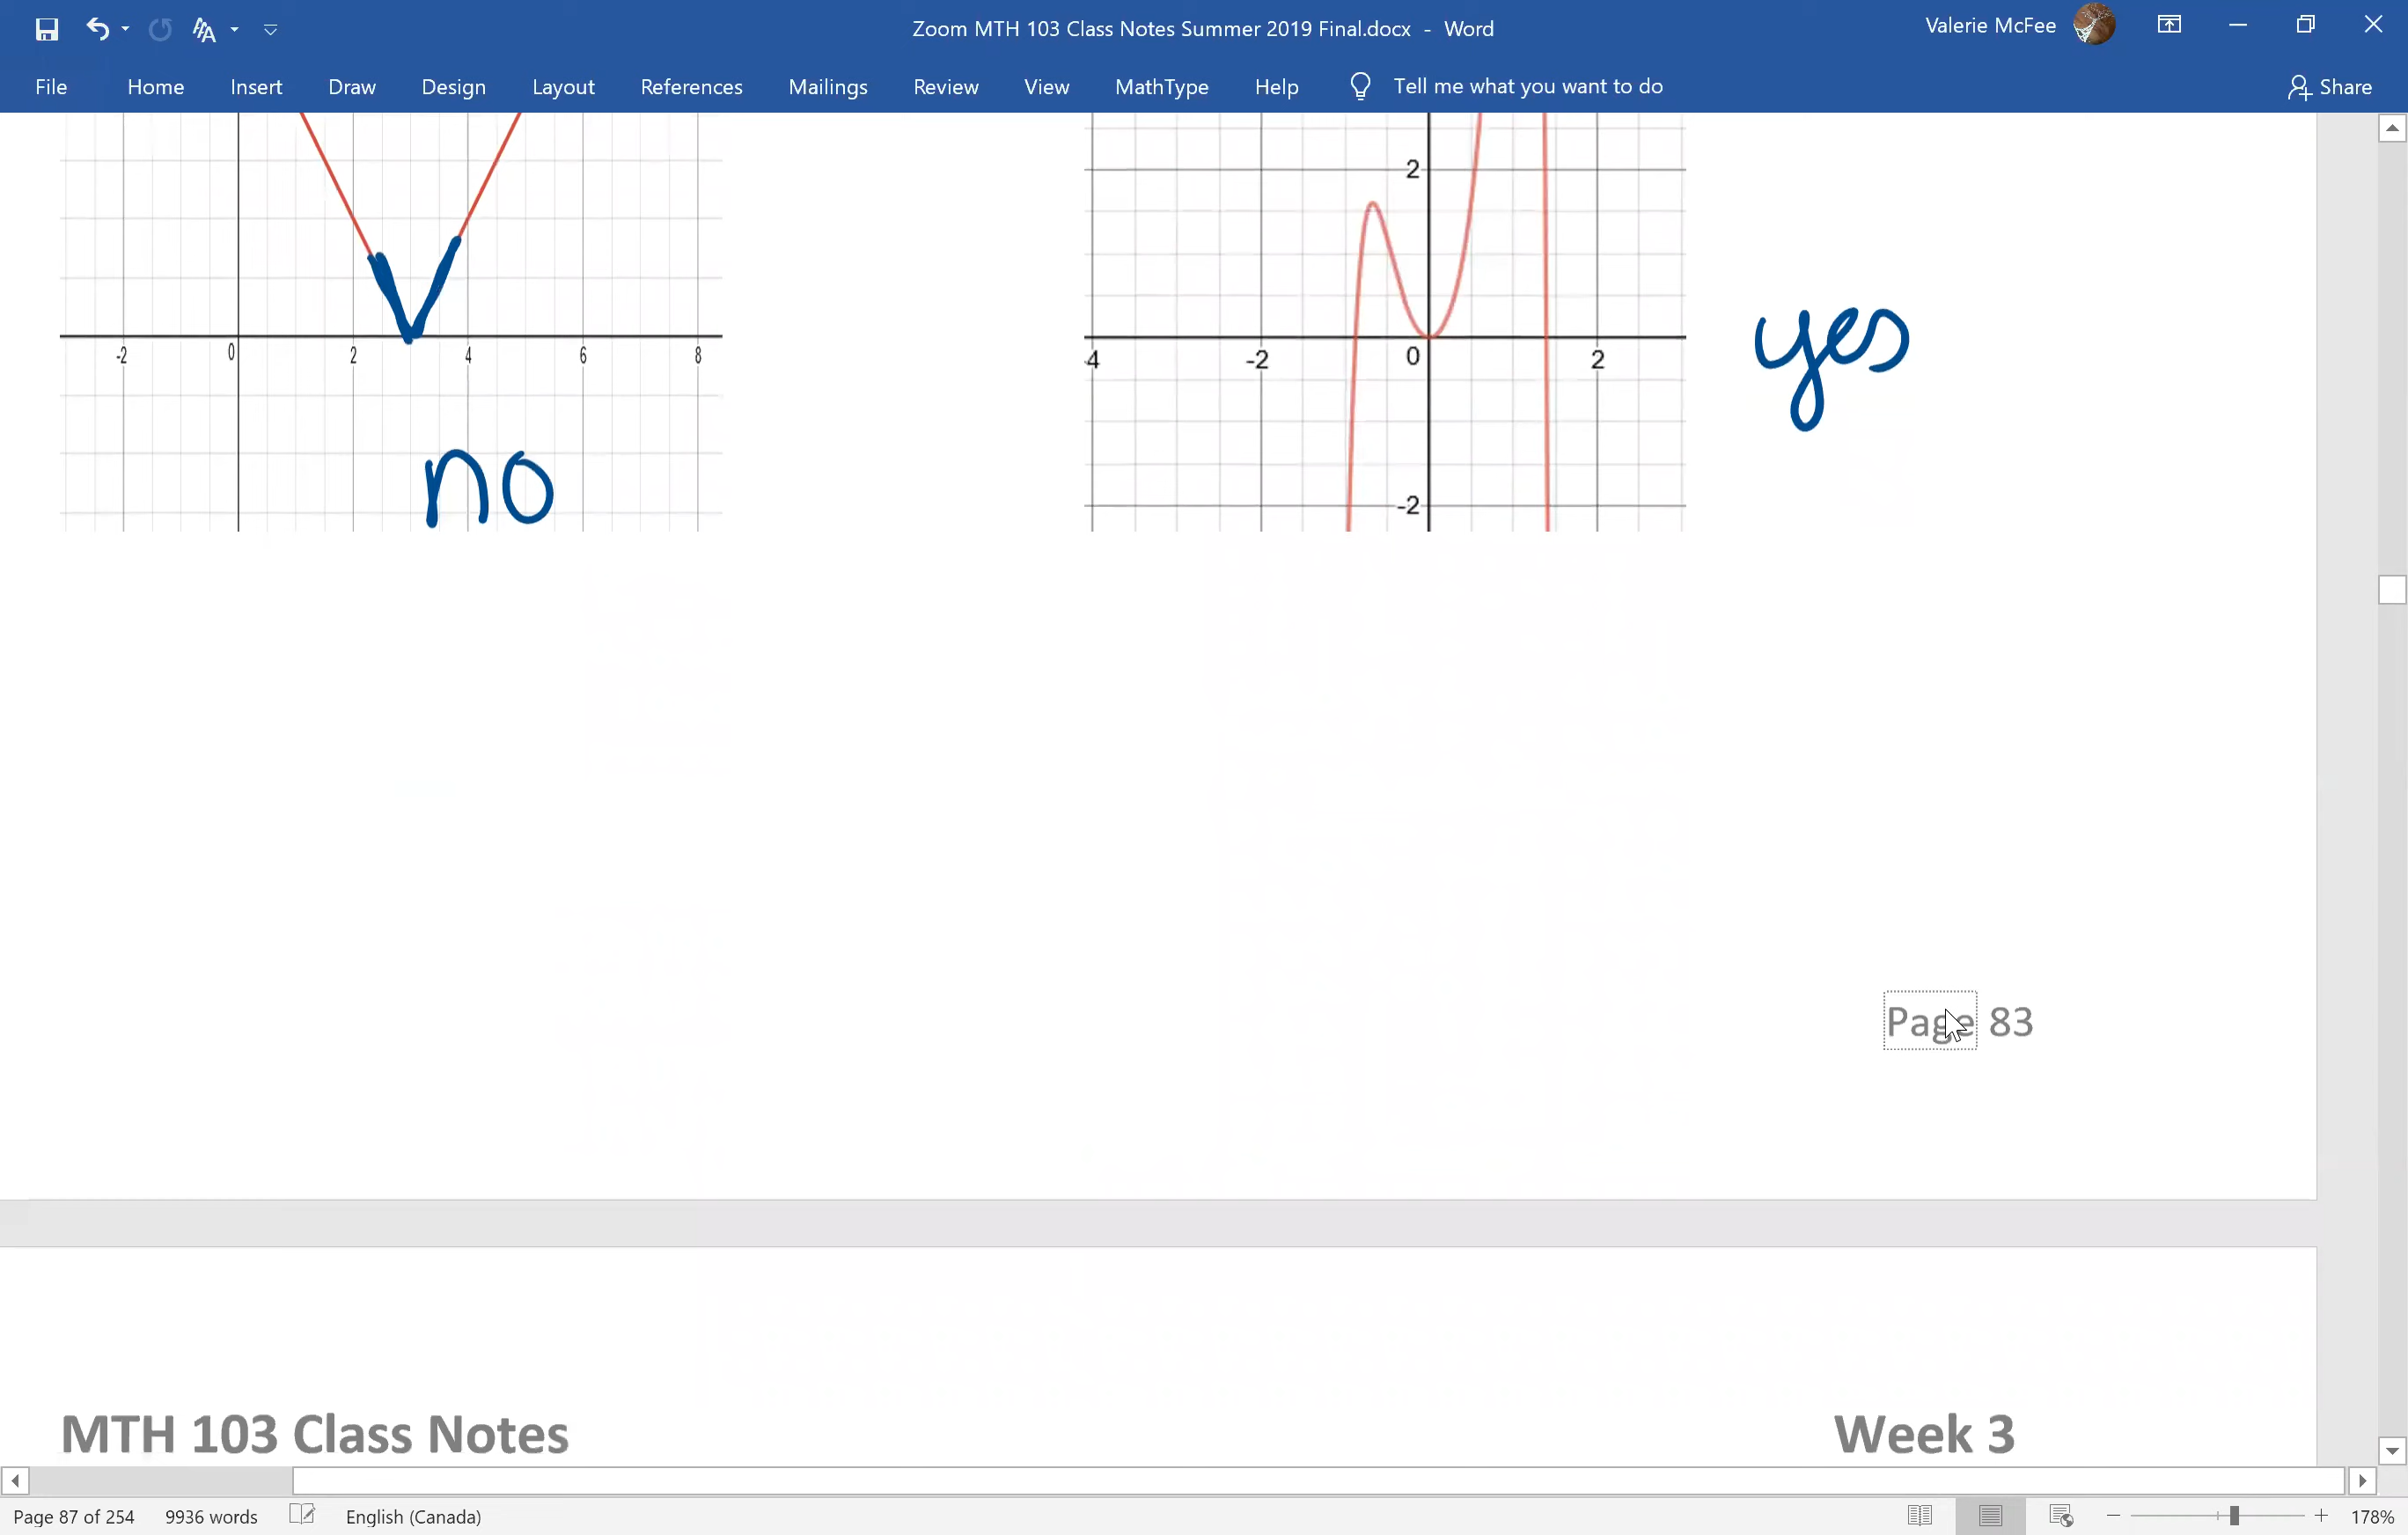 Zoom MTH 103 Class Notes Summer 2019 Final.docx - Word
Valerie McFee
File Home Insert Draw Design Layout References Mailings Review View MathType Help Tell me what you want to do Share
-2 0 2 4 6 8
no
2
4 -2 0 2
-2
yes
Page 83
MTH 103 Class Notes Week 3
Page 87 of 254 9936 words English (Canada) 178%